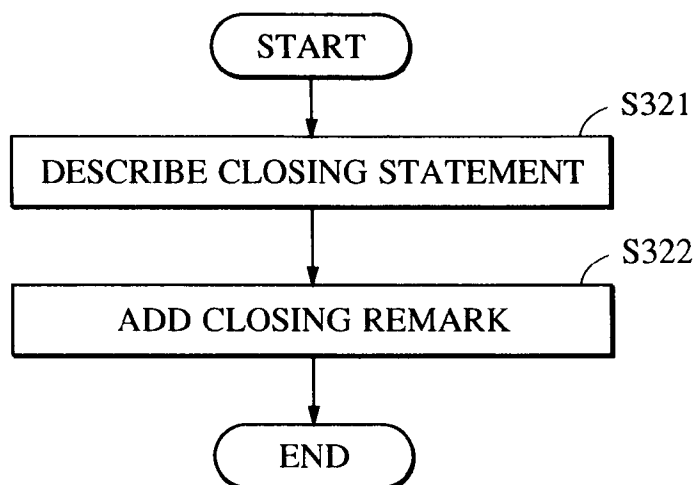 START
S321
DESCRIBE CLOSING STATEMENT
S322
ADD CLOSING REMARK
END